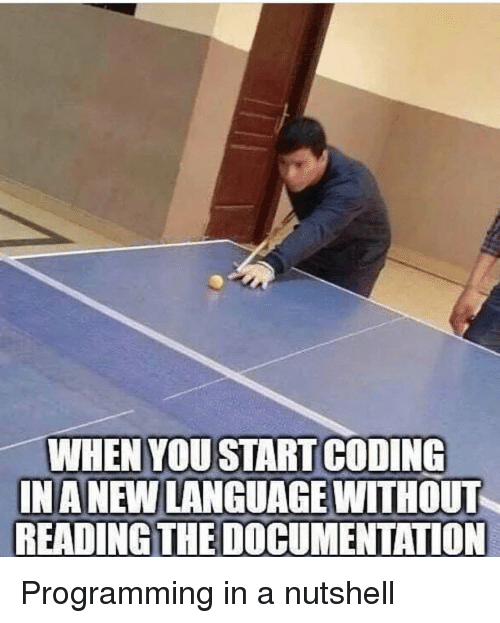 WHEN YOU START CODING
IN A NEW LANGUAGE WITHOUT
READING THE DOCUMENTATION
Programming in a nutshell